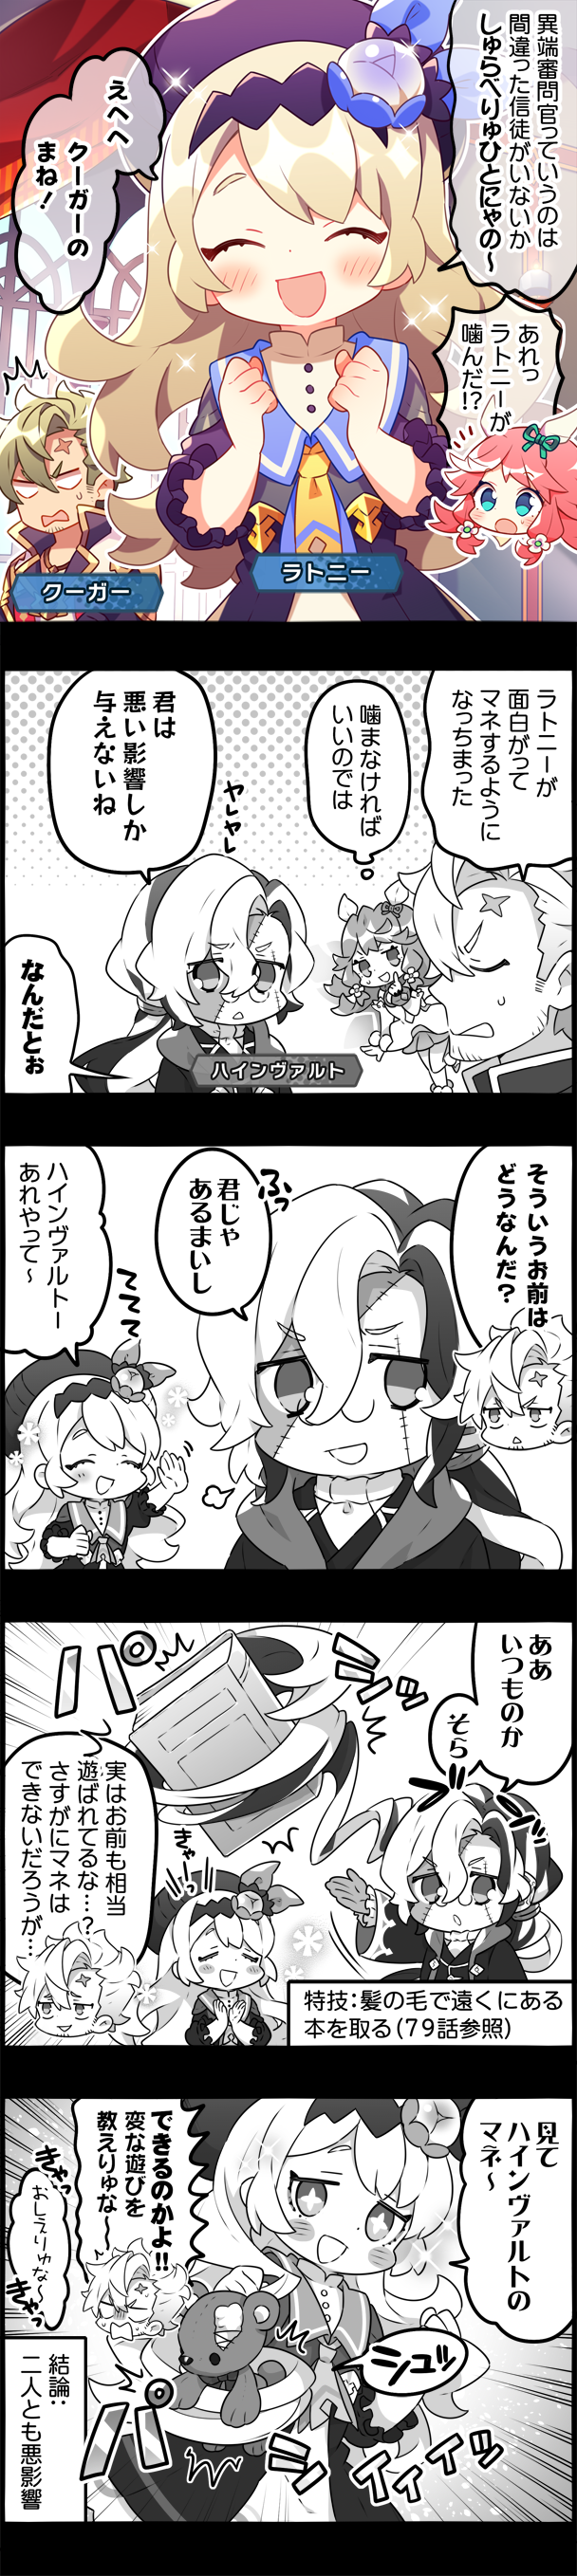 異端審問官っていうのは
間違った信徒がいないか
しゅらべりゅひとにゃの~
えへへ
クーガーの
まね!
あれっ
ラトニーが
噛んだ!?
クーガー
ラトニー
ラトニーが
面白がって
マネするように
なっちまった
噛まなければ
いいのでは
君は
悪い影響しか
与えないね
ヤレヤレ
なんだとぉ
ハインヴァルト
そういうお前は
どうなんだ?
ふっ
君じゃ
あるまいし
ハインヴァルトー
あれやって~
ててて
ああ
いつものか
そら
ズズズ
シュッ
パシッ
きゃーっ
実はお前も相当
遊ばれてるな…?
さすがにマネは
できないだろうが…
特技:髪の毛で遠くにある
本を取る(79話参照)
見て
ハインヴァルトの
マネ~
できるのかよ!!
変な遊びを
教えりゅな~
きゃっ
おしえりゅな~
きゃっ
シュッ
パシィィィッ
結論:
二人とも悪影響